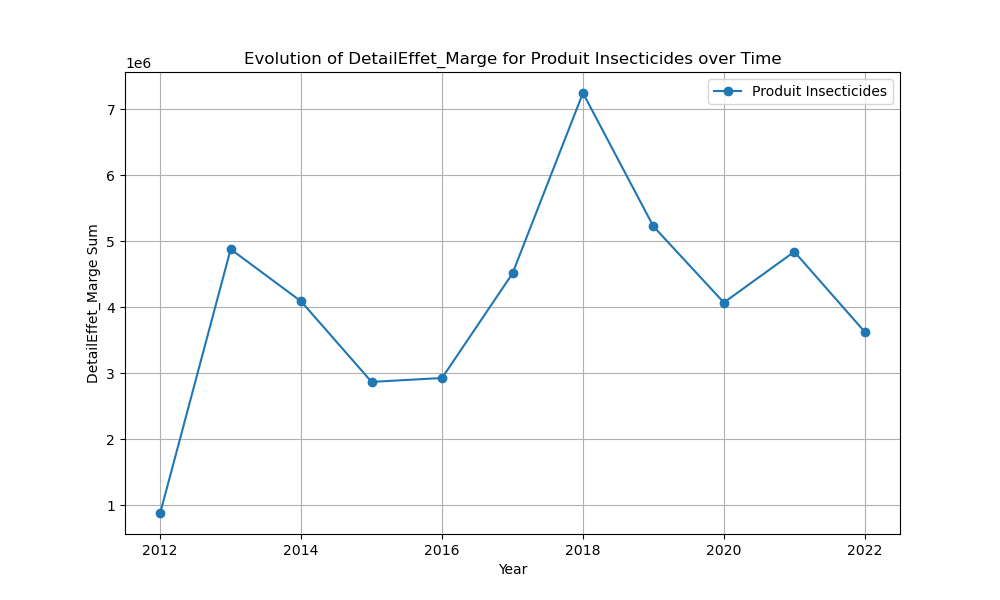 Evolution of DetailEffet_Marge for Produit Insecticides over Time
1e6
Produit Insecticides
7
6
5
4
3
2
1
DetailEffet_Marge Sum
2012 2014 2016 2018 2020 2022
Year